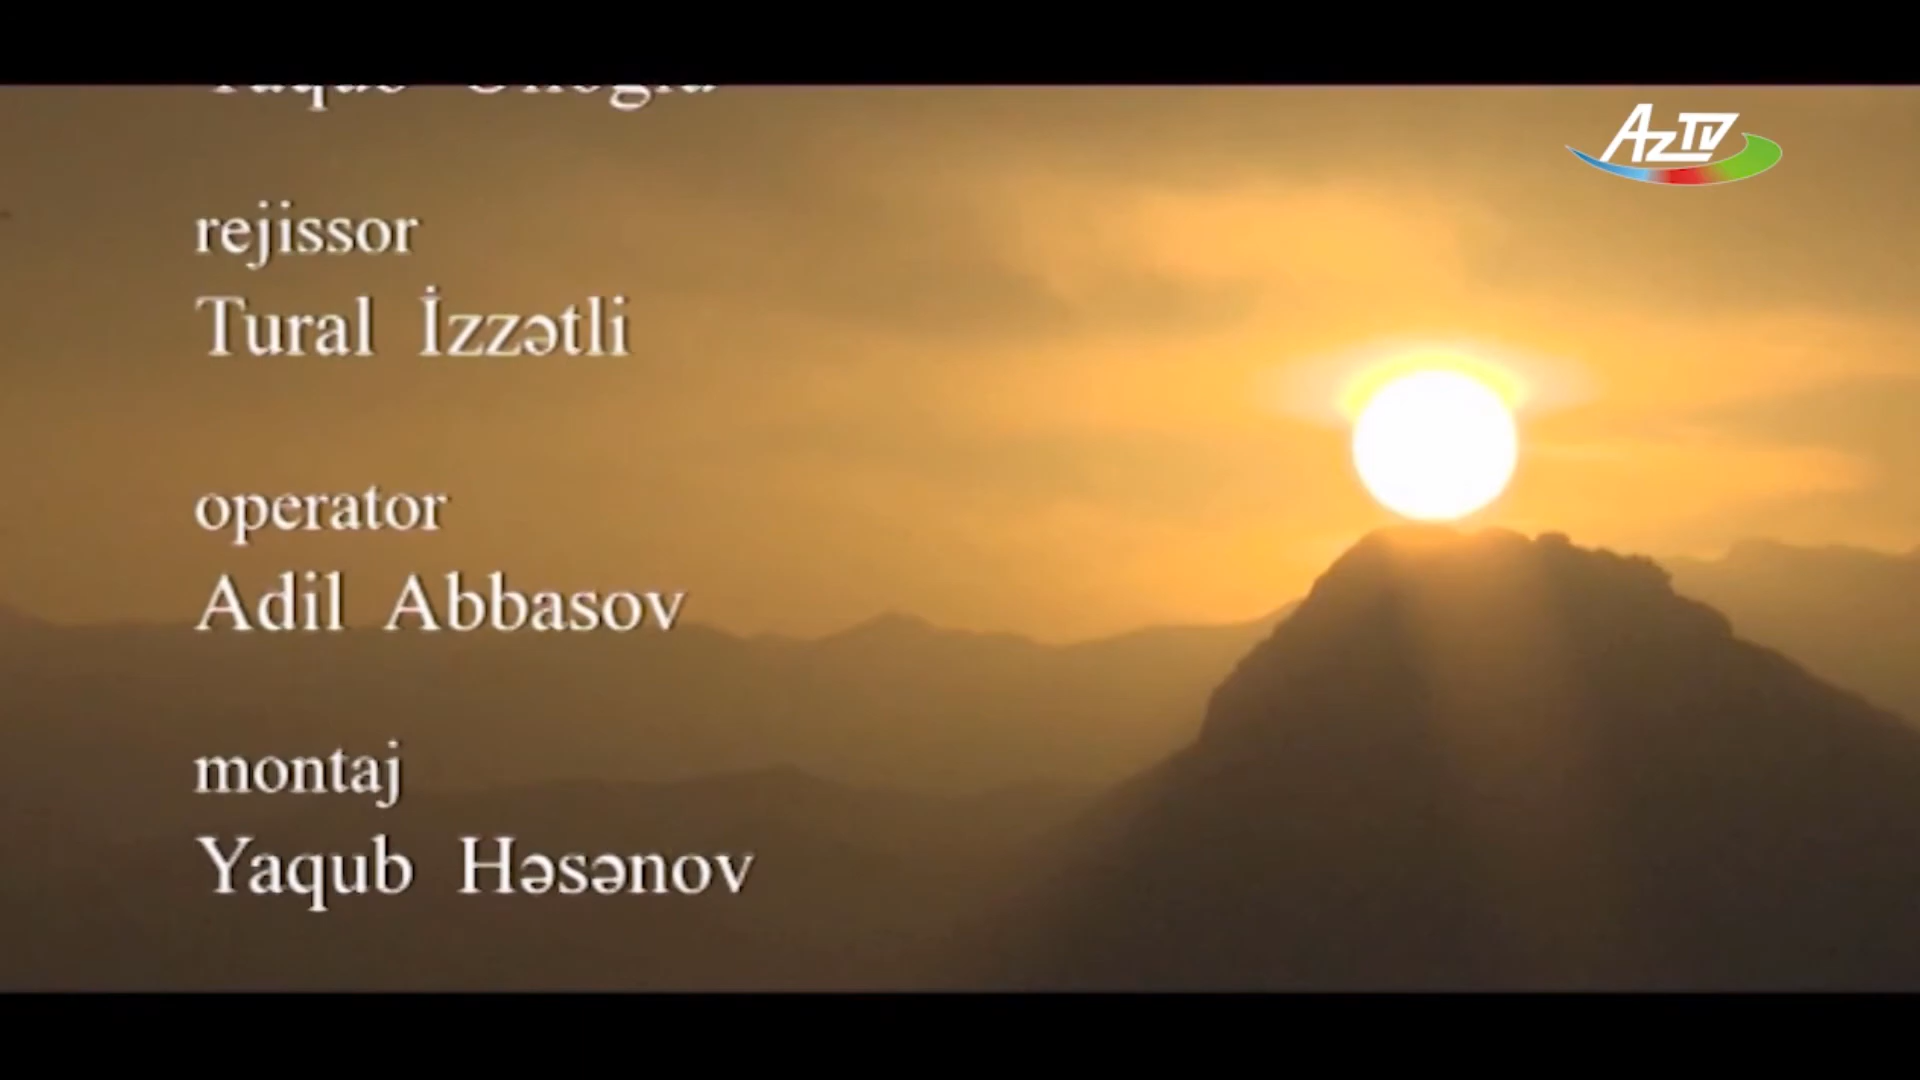 AZTV
rejissor
Tural İzzətli
operator
Adil Abbasov
montaj
Yaqub Həsənov